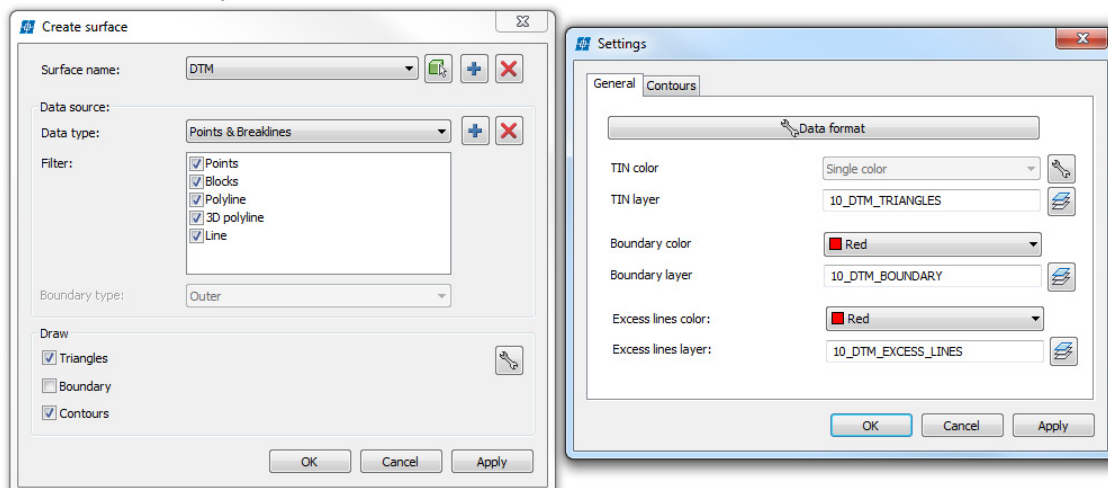 Create surface
Surface name: DTM
Data source:
Data type: Points & Breaklines
Filter: Points
Blocks
Polyline
3D polyline
Line
Boundary type: Outer
Draw
Triangles
Boundary
Contours
OK Cancel Apply
Settings
General Contours
Data format
TIN color Single color
TIN layer 10_DTM_TRIANGLES
Boundary color Red
Boundary layer 10_DTM_BOUNDARY
Excess lines color: Red
Excess lines layer: 10_DTM_EXCESS_LINES
OK Cancel Apply